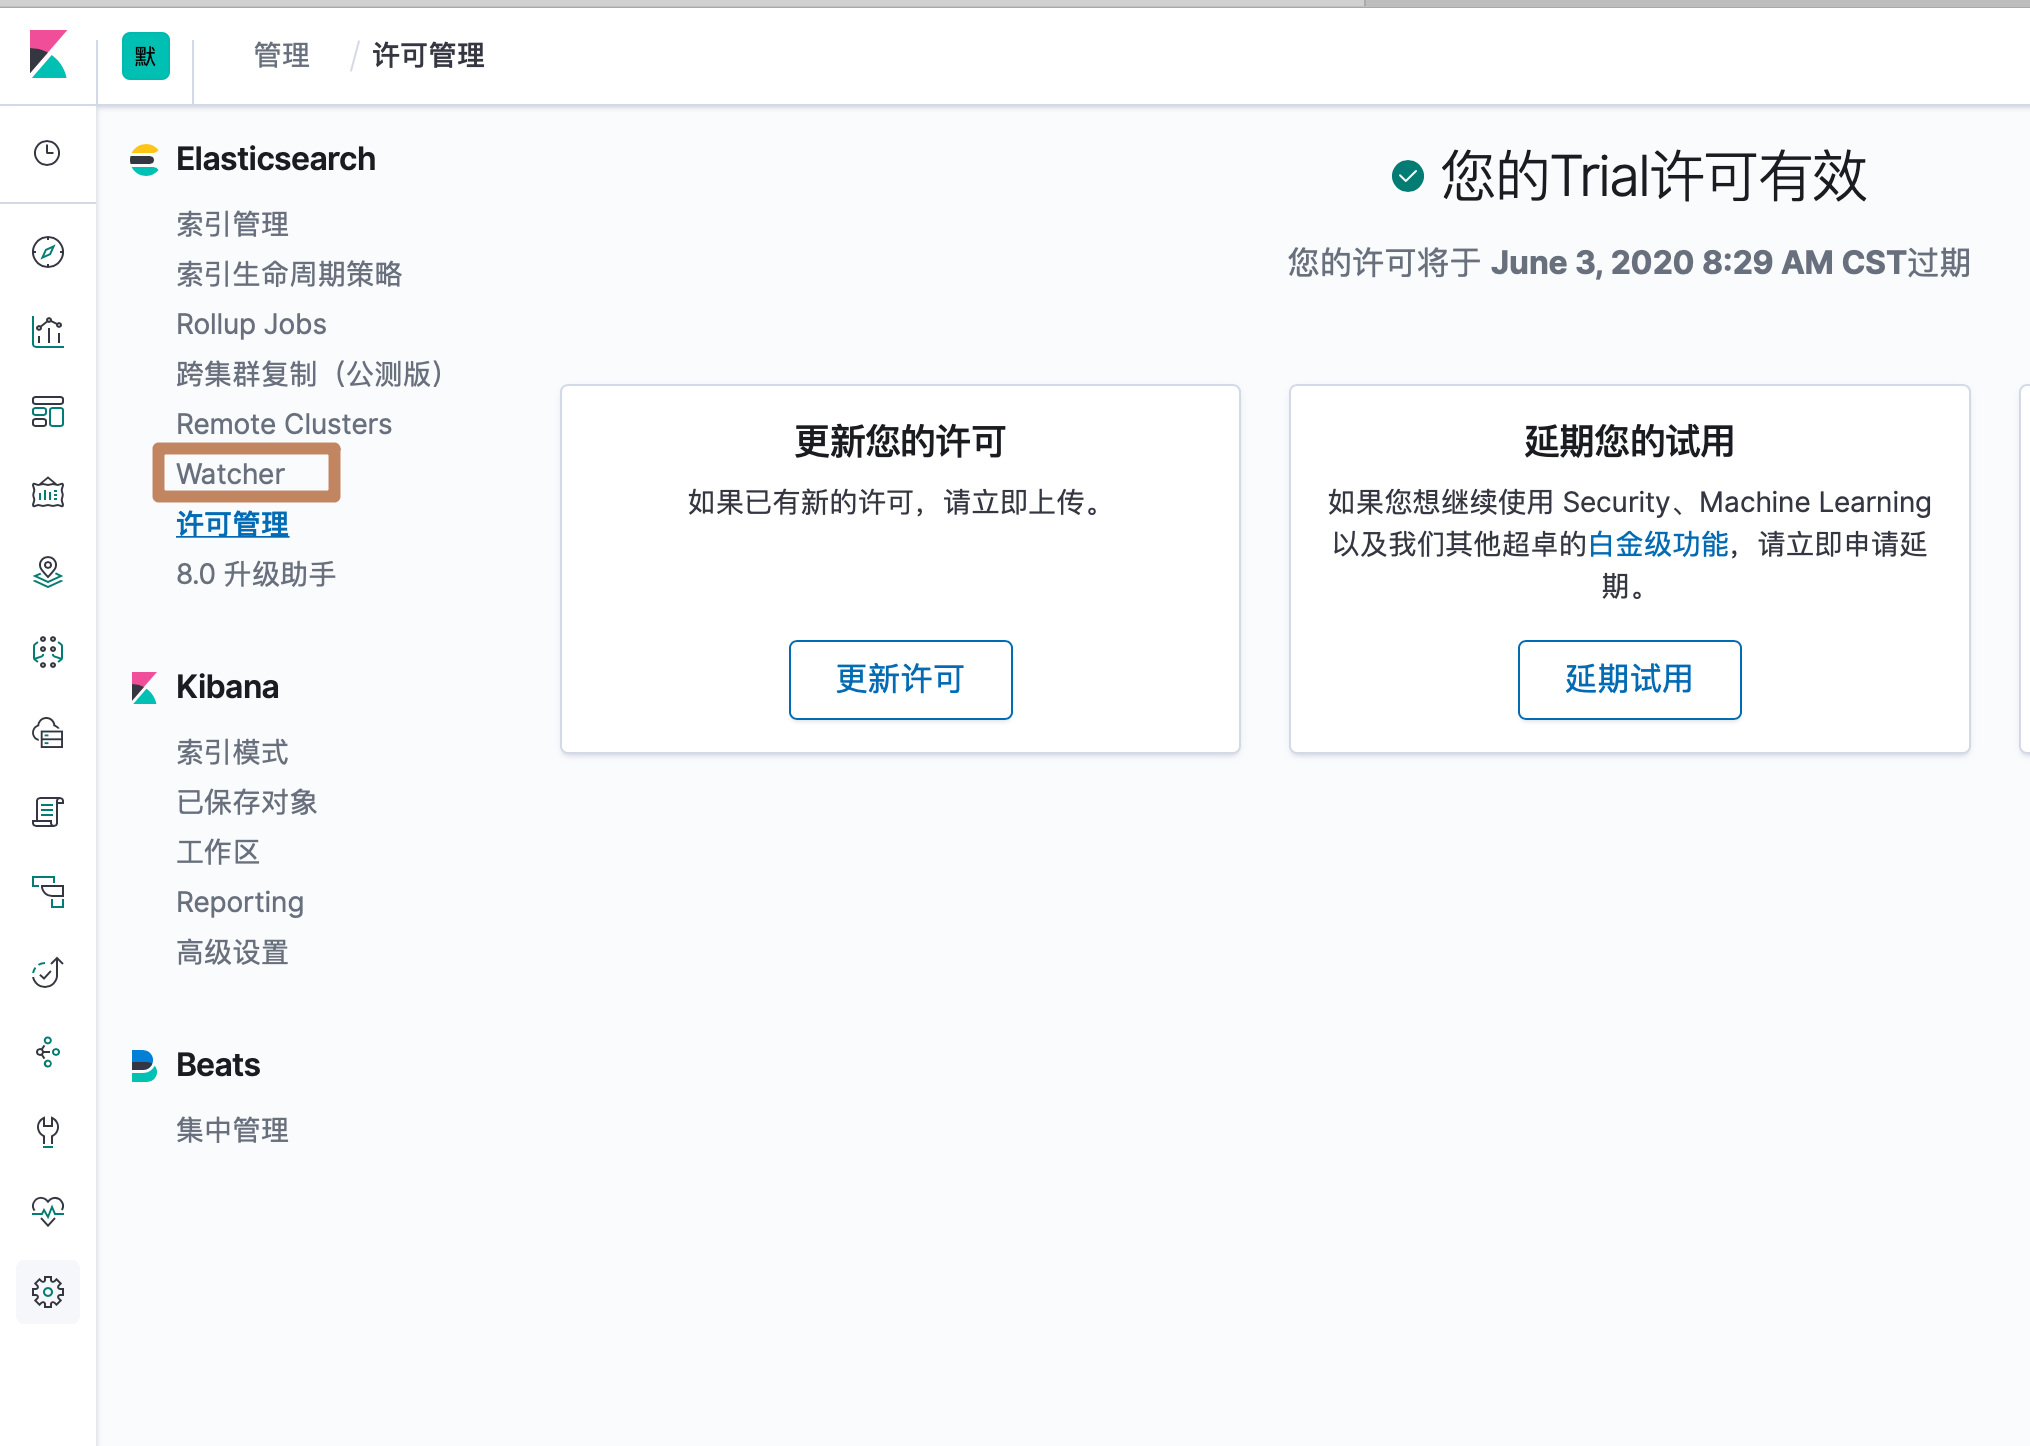 默
管理 / 许可管理
Elasticsearch
索引管理
索引生命周期策略
Rollup Jobs
跨集群复制（公测版）
Remote Clusters
Watcher
许可管理
8.0 升级助手
Kibana
索引模式
已保存对象
工作区
Reporting
高级设置
Beats
集中管理
您的Trial许可有效
您的许可将于 June 3, 2020 8:29 AM CST过期
更新您的许可
如果已有新的许可，请立即上传。
更新许可
延期您的试用
如果您想继续使用 Security、Machine Learning
以及我们其他超卓的白金级功能，请立即申请延
期。
延期试用